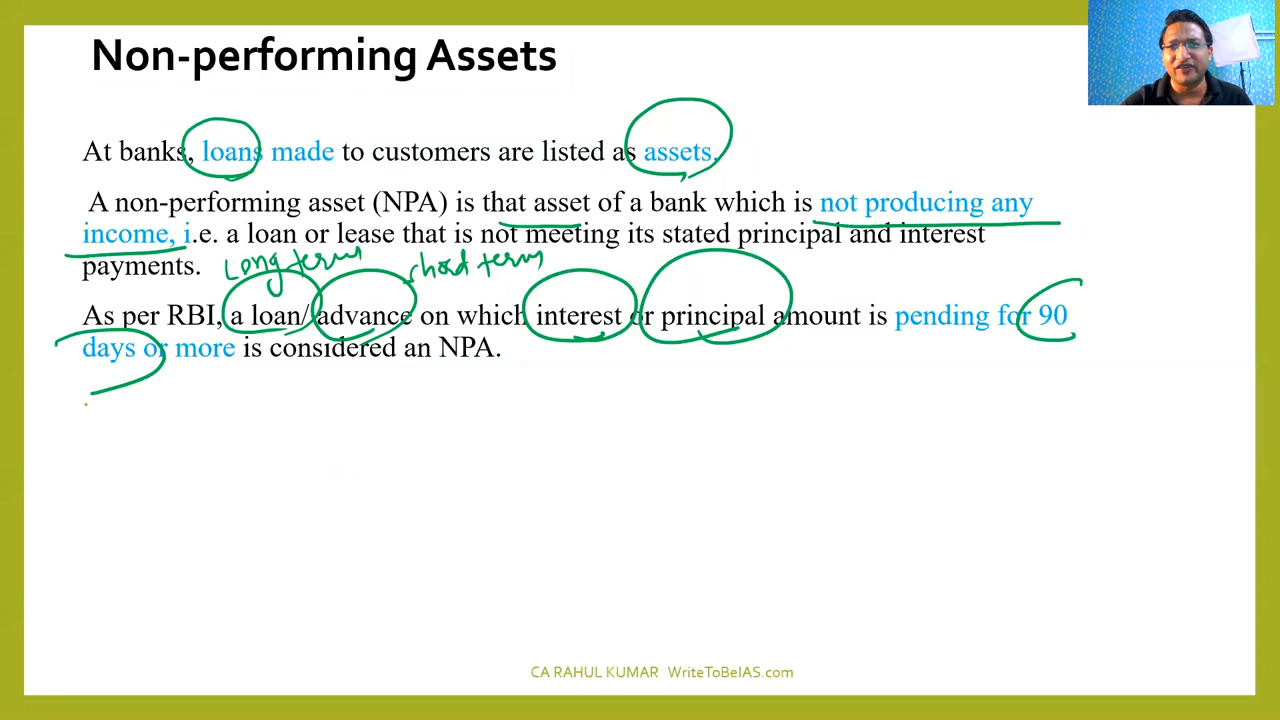 Non-performing Assets
At banks, loans made to customers are listed as assets.
A non-performing asset (NPA) is that asset of a bank which is not producing any
income, i.e. a loan or lease that is not meeting its stated principal and interest
payments.
Long term short term
As per RBI, a loan/ advance on which interest or principal amount is pending for 90
days or more is considered an NPA.
.
CA RAHUL KUMAR WriteToBeIAS.com